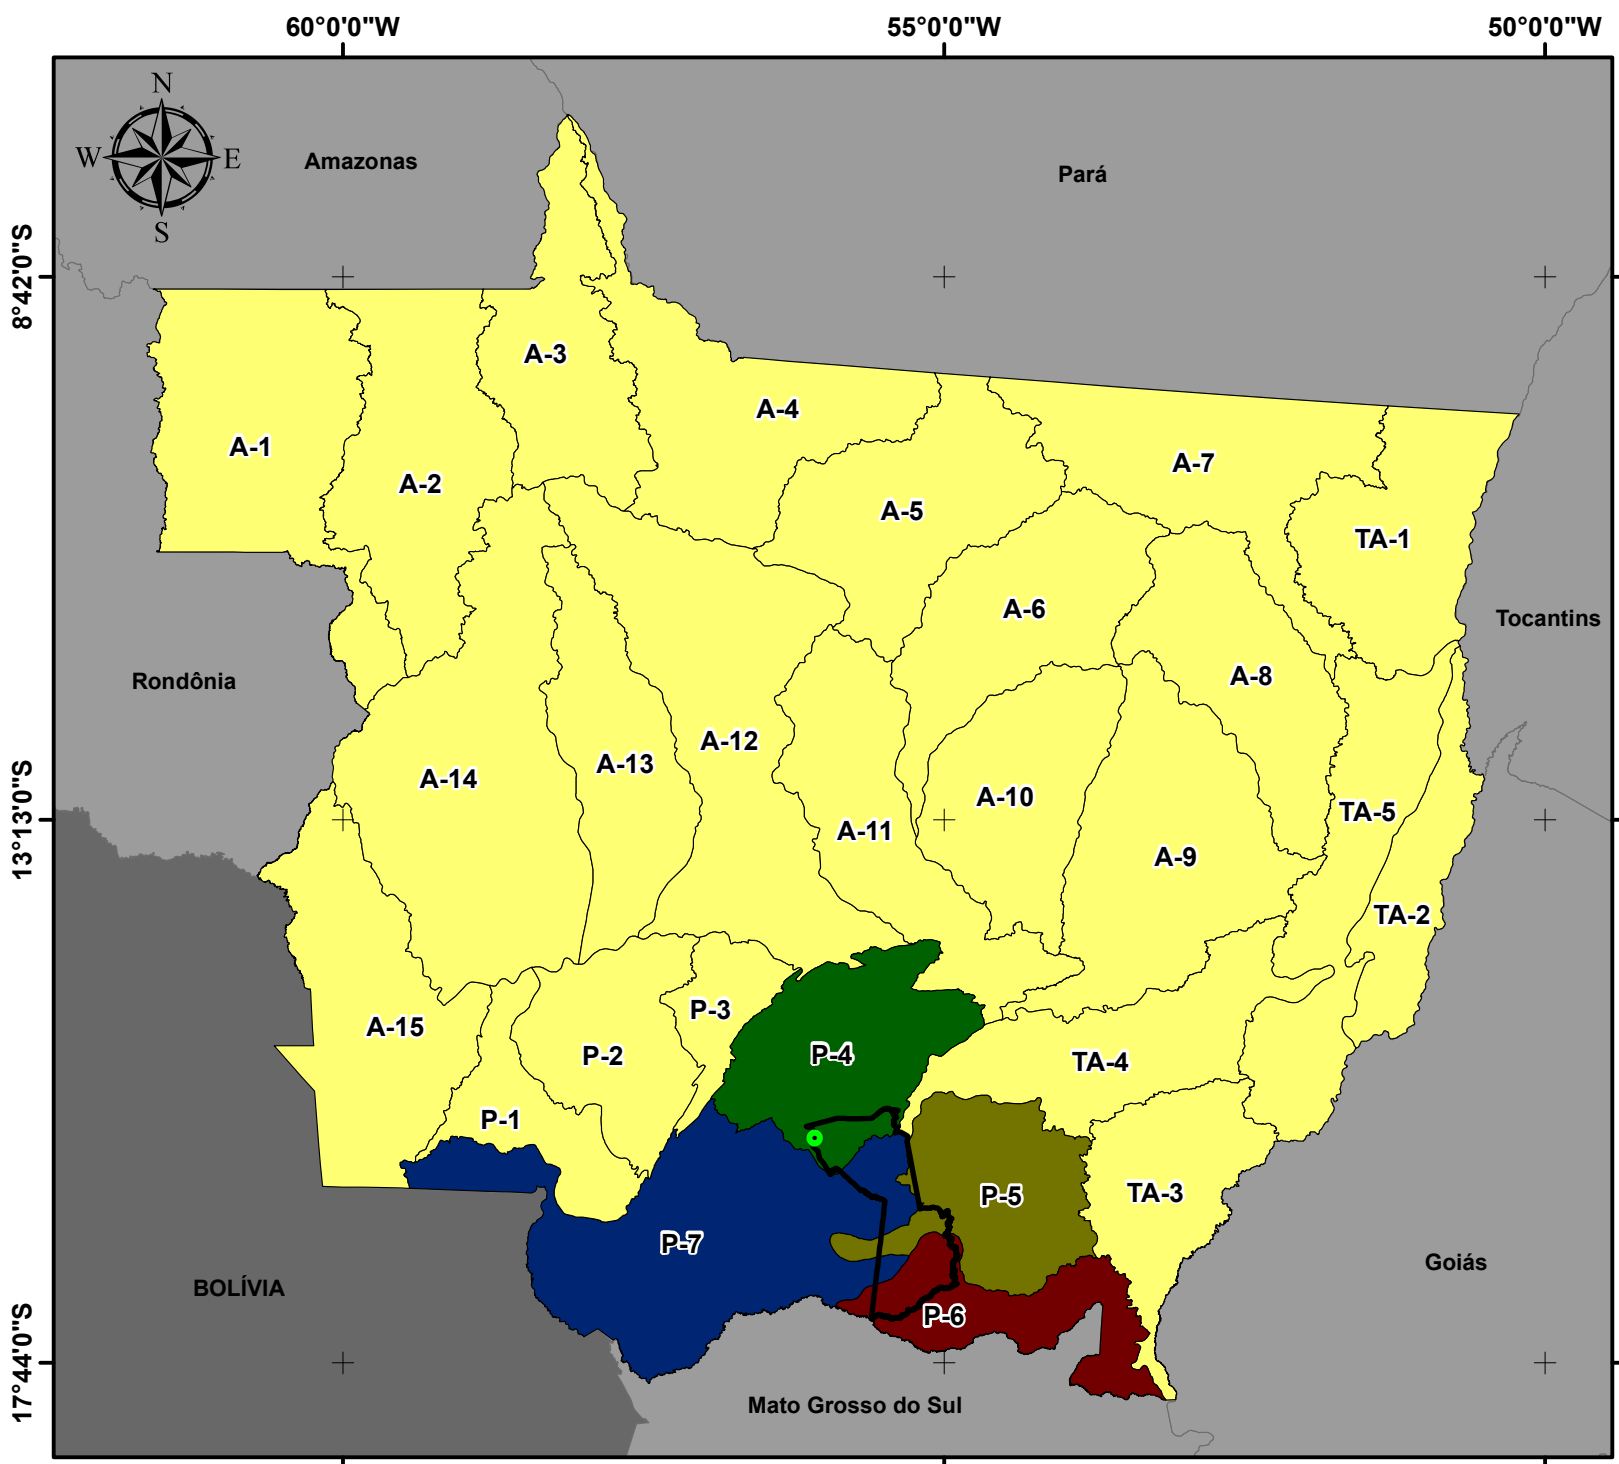 60°0'0"W
55°0'0"W
50°0'0"W
N
W
E
S
Amazonas
Pará
8°42'0"S
A-3
A-4
A-1
A-7
A-2
A-5
TA-1
A-6
Tocantins
Rondônia
A-8
A-12
A-13
A-14
A-10
TA-5
A-11
A-9
13°13'0"S
TA-2
P-3
A-15
P-2
P-4
TA-4
P-1
P-5
TA-3
P-7
Goiás
BOLÍVIA
P-6
17°44'0"S
Mato Grosso do Sul